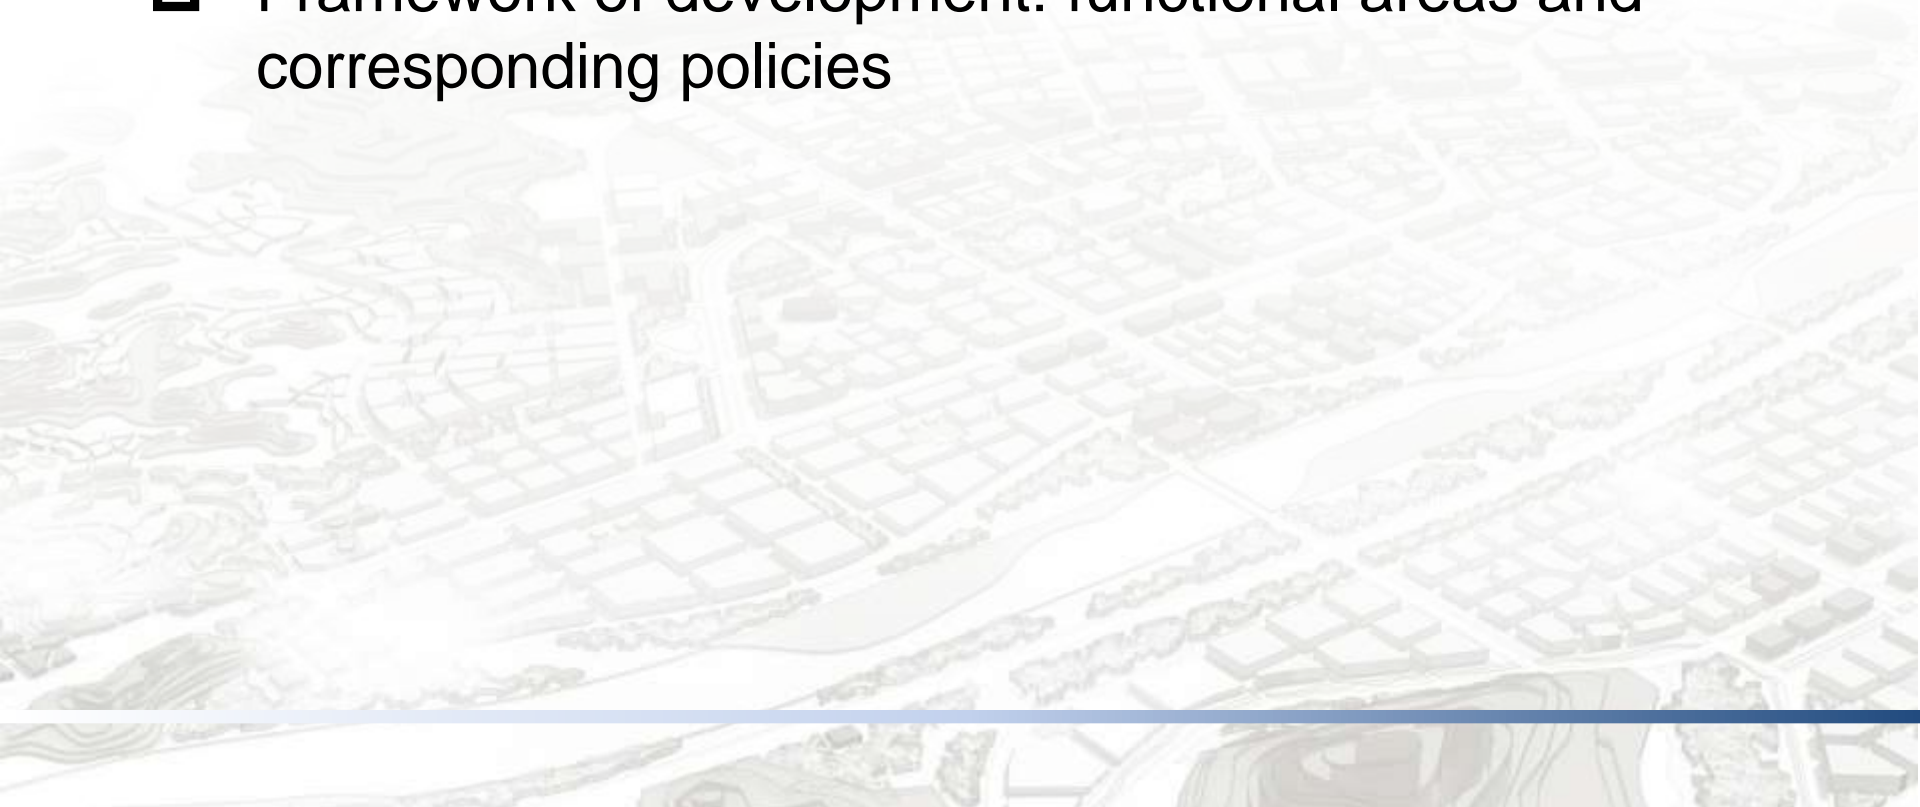 Framework of development: functional areas and
corresponding policies